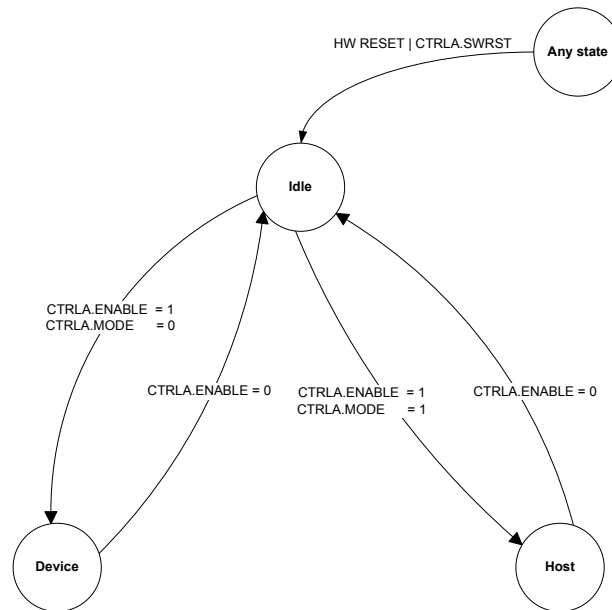 HW RESET | CTRLA.SWRST
Any state
Idle
CTRLA.ENABLE = 1
CTRLA.MODE = 0
CTRLA.ENABLE = 0
CTRLA.ENABLE = 1
CTRLA.MODE = 1
CTRLA.ENABLE = 0
Device
Host